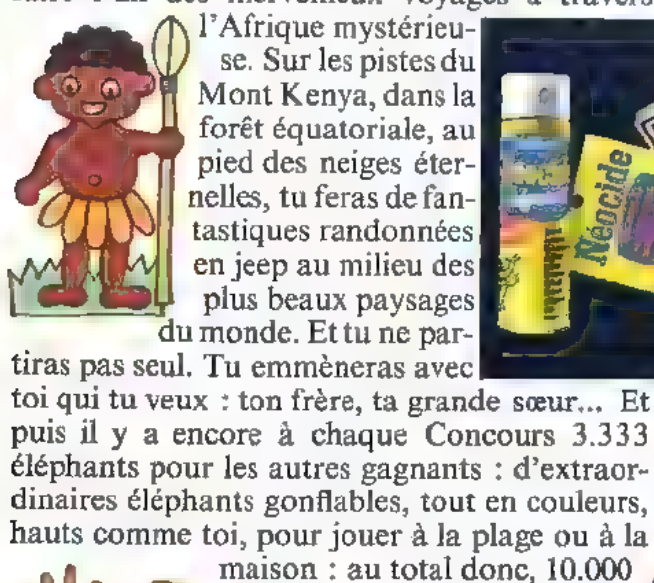 l'Afrique mystérieu-
se. Sur les pistes du
Mont Kenya, dans la
forêt équatoriale, au
pied des neiges éter-
nelles, tu feras de fan-
tastiques randonnées
en jeep au milieu des
plus beaux paysages
du monde. Et tu ne par-
tiras pas seul. Tu emmèneras avec
toi qui tu veux : ton frère, ta grande sœur... Et
puis il y a encore à chaque Concours 3.333
éléphants pour les autres gagnants : d'extraor-
dinaires éléphants gonflables, tout en couleurs,
hauts comme toi, pour jouer à la plage ou à la
maison : au total donc, 10.000
Néocide